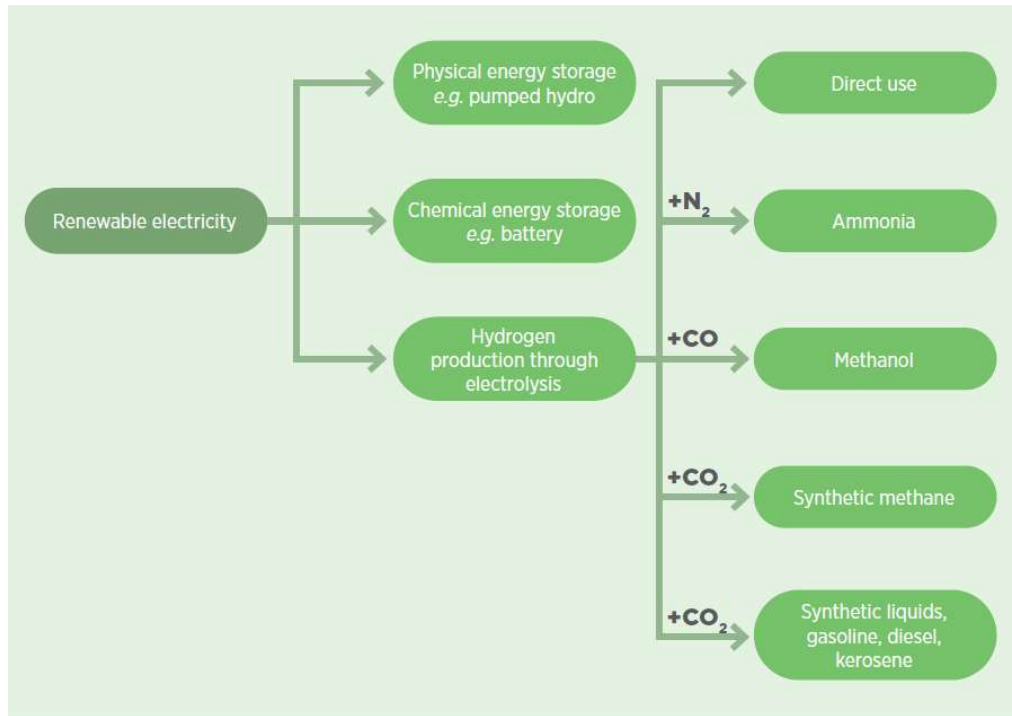 Renewable electricity
Physical energy storage
e.g. pumped hydro
Chemical energy storage
e.g. battery
Hydrogen
production through
electrolysis
Direct use
+N₂
Ammonia
+CO
Methanol
+CO₂
Synthetic methane
+CO₂
Synthetic liquids,
gasoline, diesel,
kerosene